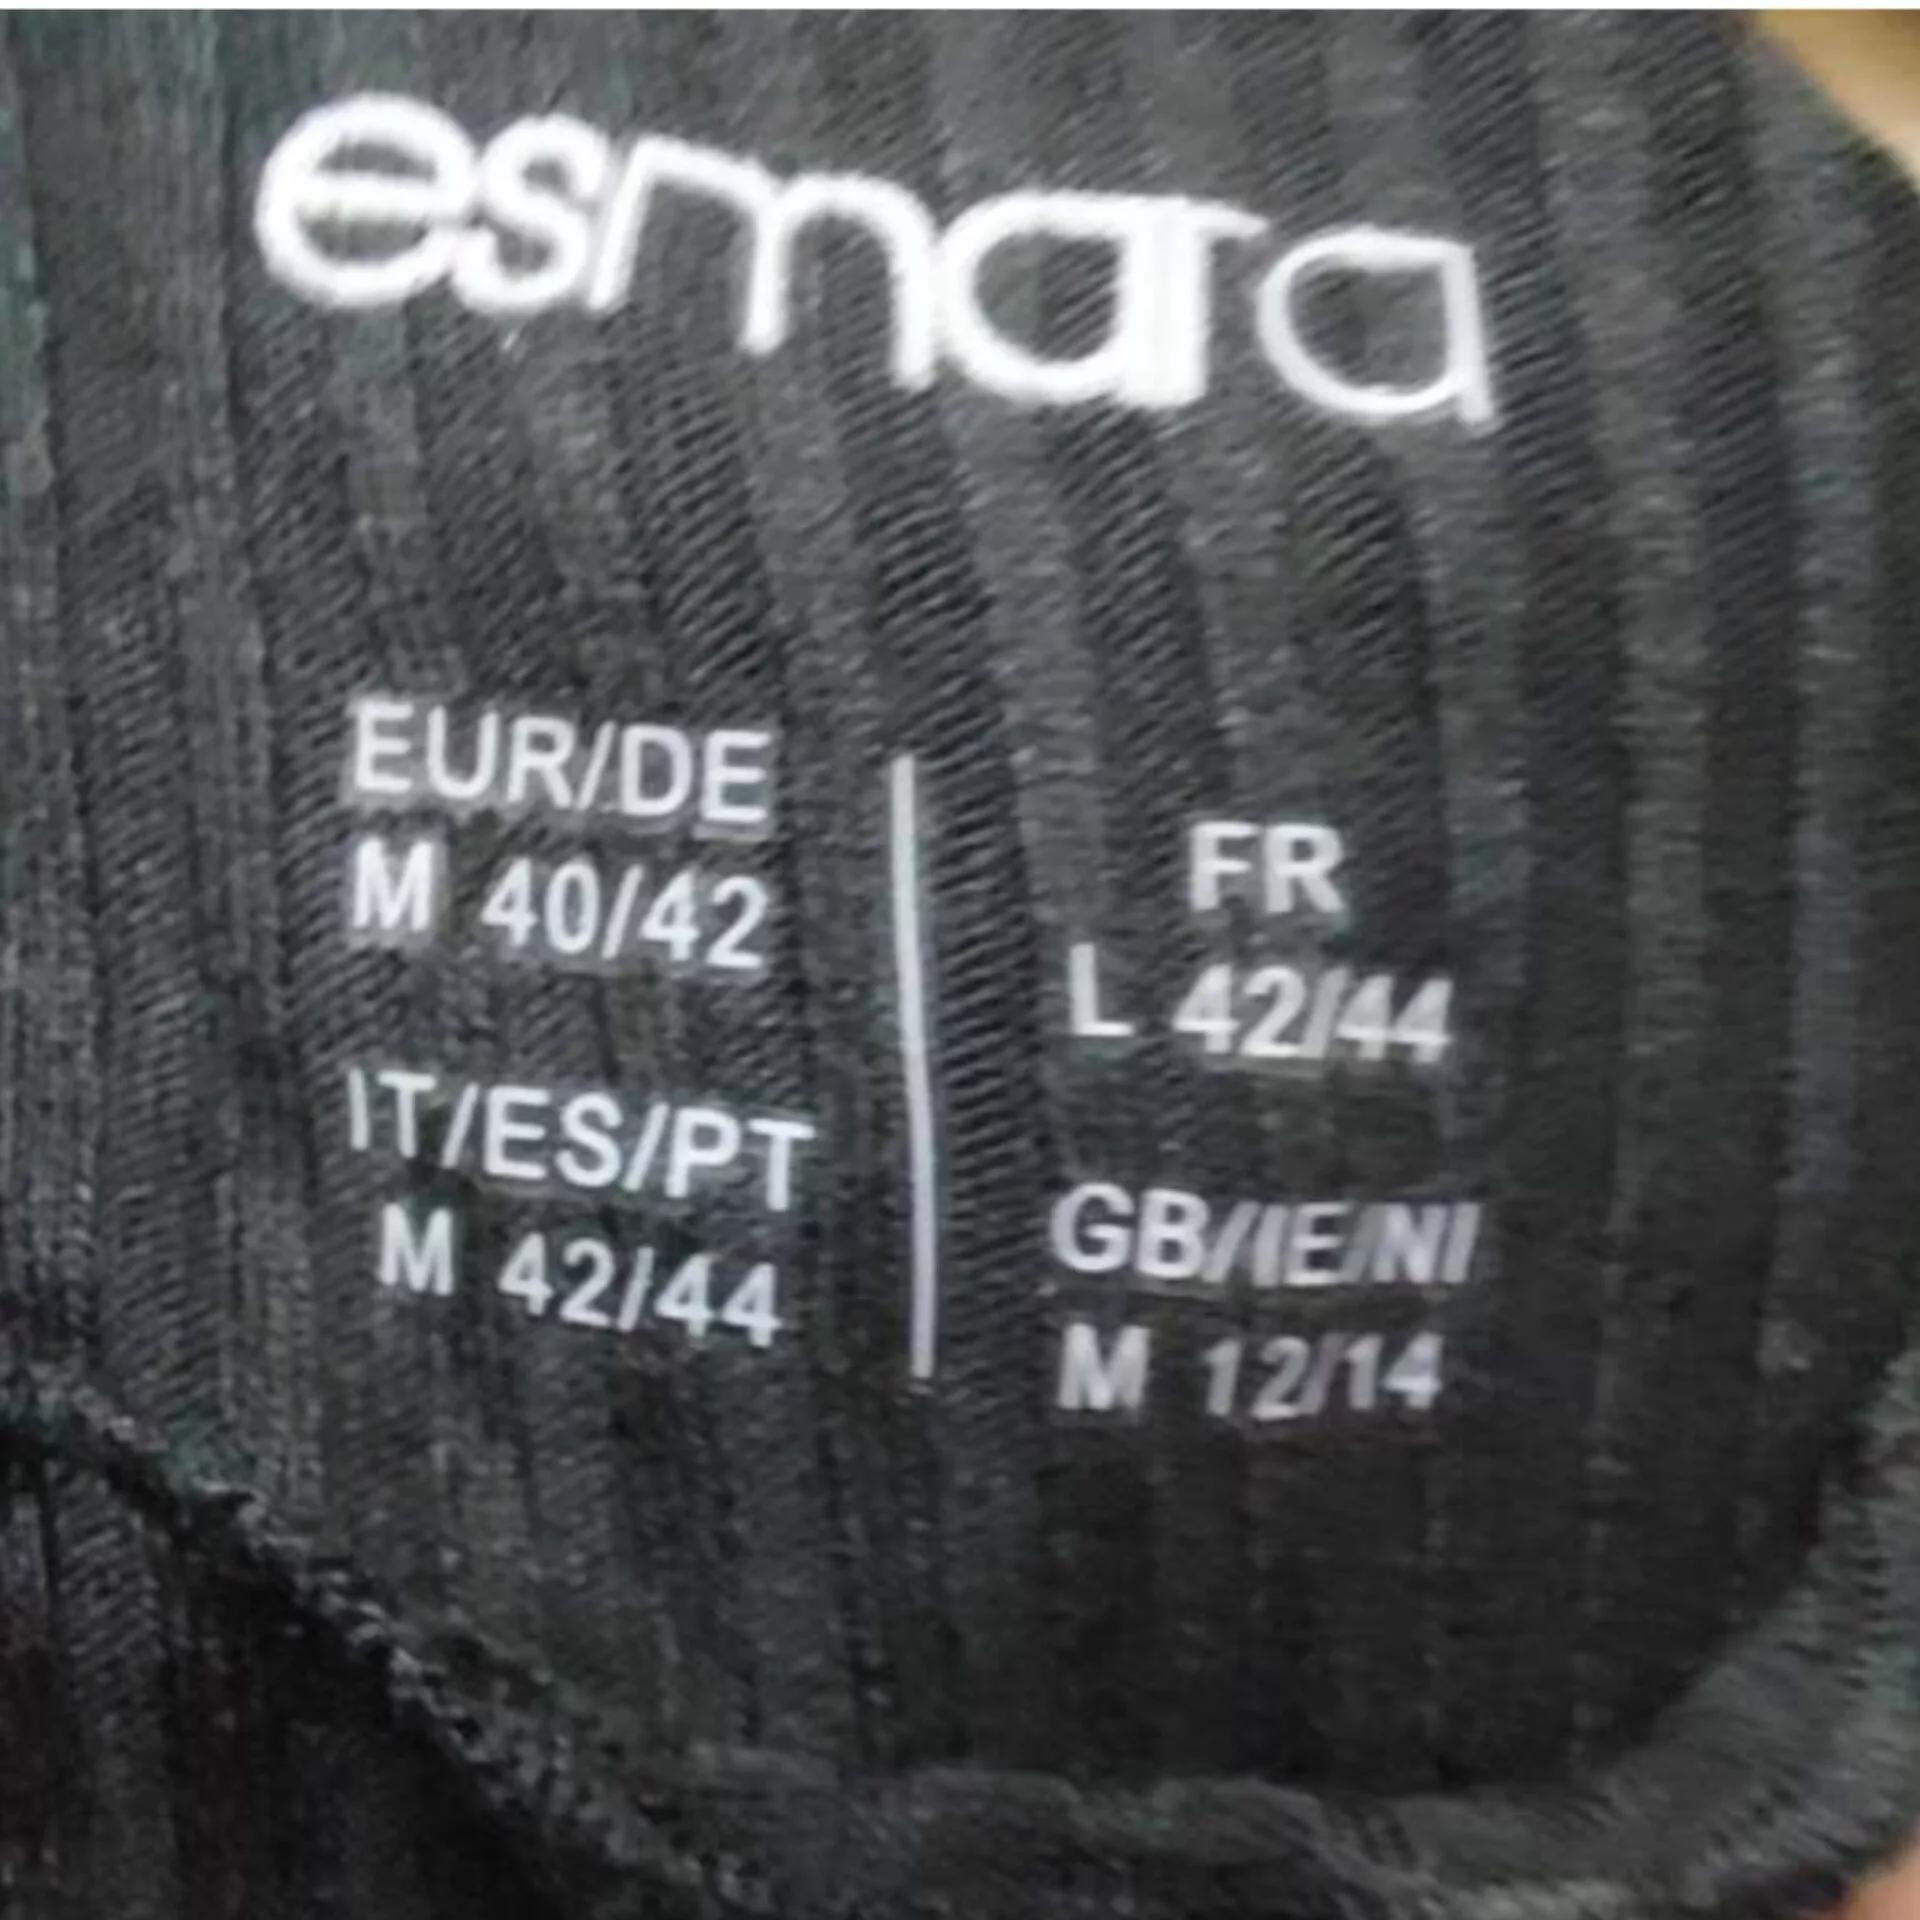 esmara
EUR/DE
M 40/42
IT/ES/PT
M 42/44
FR
L 42/44
GB/IE/NI
M 12/14